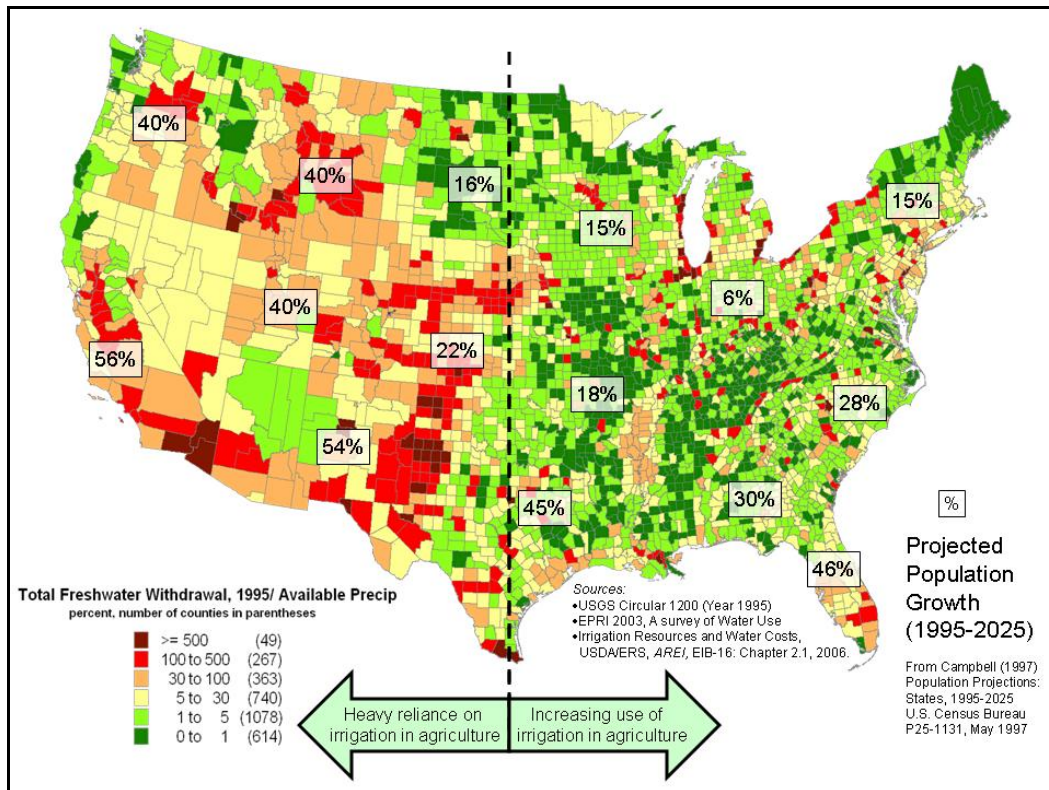 40%
40%
16%
15%
15%
40%
6%
56%
22%
18%
28%
54%
45%
30%
46%
%
Projected
Population
Growth
(1995-2025)
From Campbell (1997)
Population Projections:
States, 1995-2025
U.S. Census Bureau
P25-1131, May 1997
Sources:
•USGS Circular 1200 (Year 1995)
•EPRI 2003, A survey of Water Use
•Irrigation Resources and Water Costs,
USDA/ERS, AREI, EIB-16: Chapter 2.1, 2006.
Total Freshwater Withdrawal, 1995/ Available Precip
percent, number of counties in parentheses
>= 500 (49)
100 to 500 (267)
30 to 100 (363)
5 to 30 (740)
1 to 5 (1078)
0 to 1 (614)
Heavy reliance on
irrigation in agriculture
Increasing use of
irrigation in agriculture